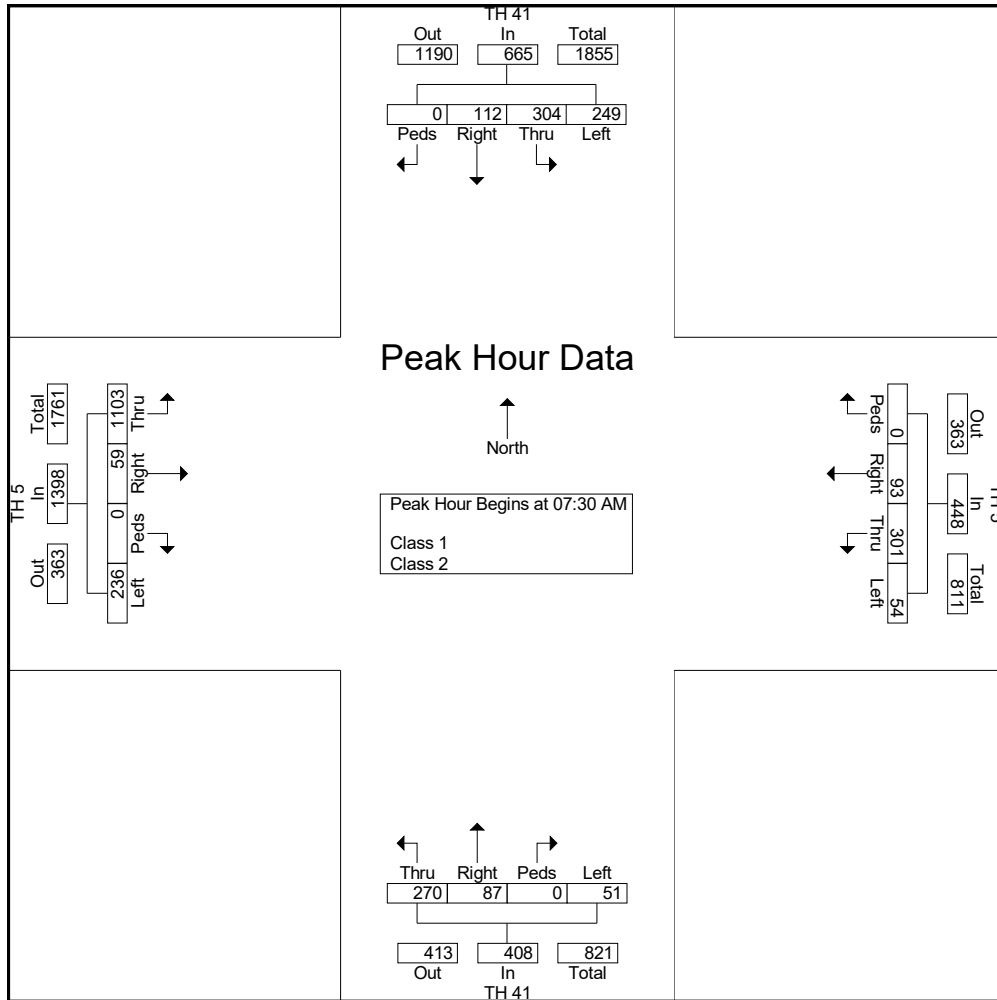 TH 41
Out In Total
1190 665 1855
0 112 304 249
Peds Right Thru Left
Peak Hour Data
North
Peak Hour Begins at 07:30 AM
Class 1
Class 2
TH 5
Total In Out
1761 1398 363
1103 59 0 236
Thru Right Peds Left
Out In Total
363 448 811
0 93 301 54
Peds Right Thru Left
Thru Right Peds Left
270 87 0 51
413 408 821
Out In Total
TH 41